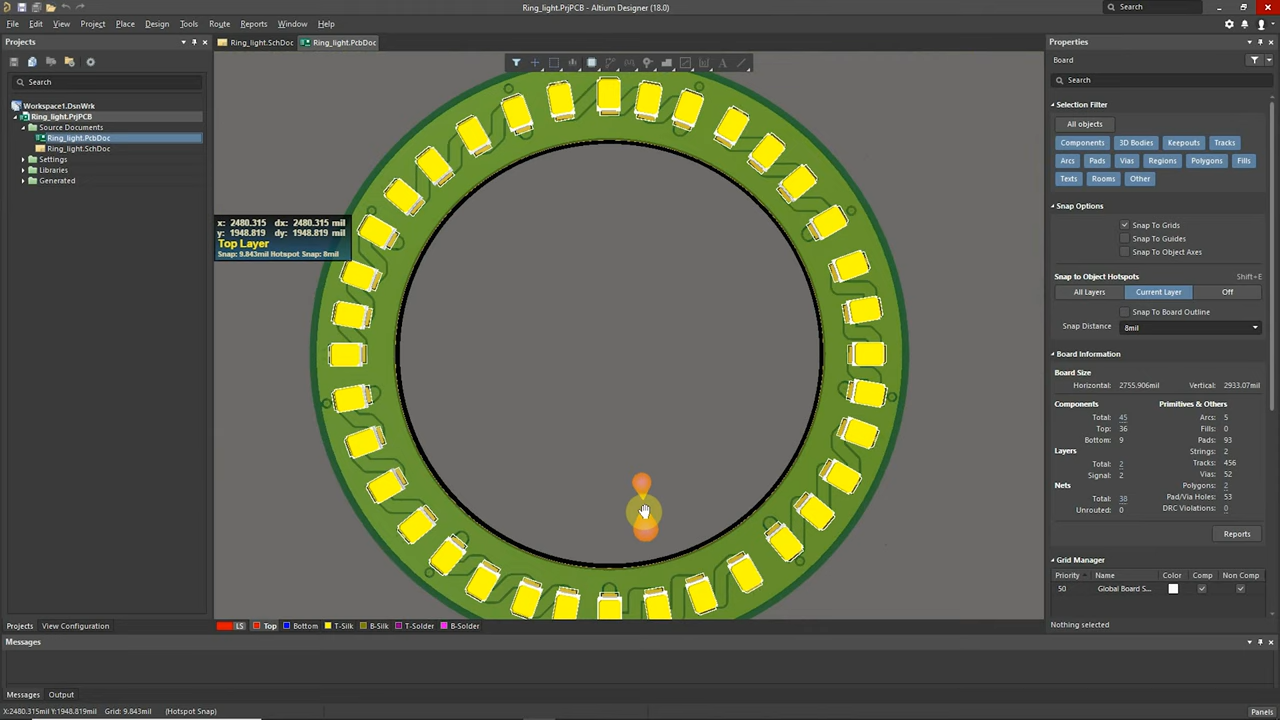 Ring_light.PrjPCB - Altium Designer (18.0)
Search
File Edit View Project Place Design Tools Route Reports Window Help
Projects
Ring_light.SchDoc
Ring_light.PcbDoc
Search
Workspace1.DsnWrk
Ring_light.PrjPCB
Source Documents
Ring_light.PcbDoc
Ring_light.SchDoc
Settings
Libraries
Generated
x: 2480.315 dx: 2480.315 mil
y: 1948.819 dy: 1948.819 mil
Top Layer
Snap: 9.843mil Hotspot Snap: 8mil
Properties
Board
Search
Selection Filter
All objects
Components 3D Bodies Keepouts Tracks
Arcs Pads Vias Regions Polygons Fills
Texts Rooms Other
Snap Options
Snap To Grids
Snap To Guides
Snap To Object Axes
Snap to Object Hotspots Shift+E
All Layers Current Layer Off
Snap To Board Outline
Snap Distance 8mil
Board Information
Board Size
Horizontal: 2755.906mil Vertical: 2933.07mil
Components Primitives & Others
Total: 45 Arcs: 5
Top: 36 Fills: 0
Bottom: 9 Pads: 93
Layers Strings: 2
Total: 2 Tracks: 456
Signal: 2 Vias: 52
Nets Polygons: 2
Total: 38 Pad/Via Holes: 53
Unrouted: 0 DRC Violations: 0
Reports
Grid Manager
Priority Name Color Comp Non Comp
50 Global Board S...
Nothing selected
Projects View Configuration
LS Top Bottom T-Silk B-Silk T-Solder B-Solder
Messages
Messages Output
X:2480.315mil Y:1948.819mil Grid: 9.843mil (Hotspot Snap)
Panels